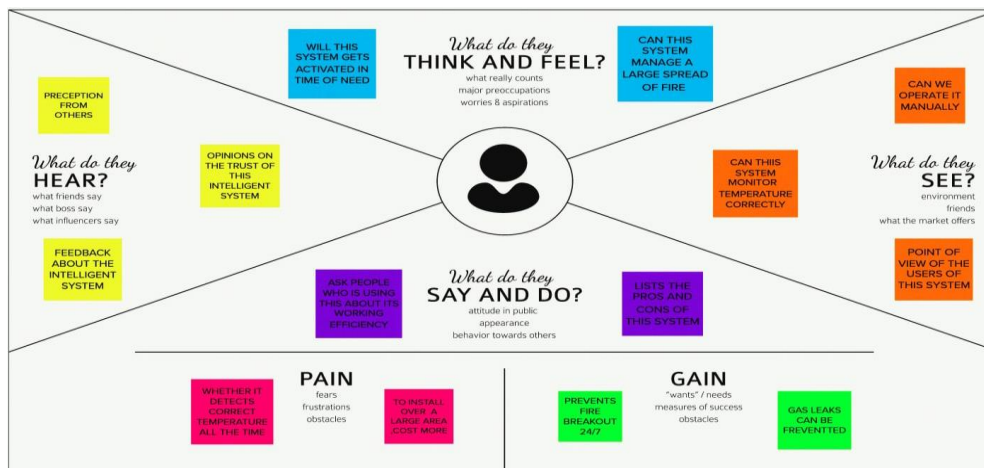 What do they
THINK AND FEEL?
what really counts
major preoccupations
worries & aspirations
WILL THIS
SYSTEM GETS
ACTIVATED IN
TIME OF NEED
CAN THIS
SYSTEM
MANAGE A
LARGE SPREAD
OF FIRE
PRECEPTION
FROM
OTHERS
What do they
HEAR?
what friends say
what boss say
what influencers say
OPINIONS ON
THE TRUST OF
THIS
INTELLIGENT
SYSTEM
FEEDBACK
ABOUT THE
INTELLIGENT
SYSTEM
CAN WE
OPERATE IT
MANUALLY
CAN THIIS
SYSTEM
MONITOR
TEMPERATURE
CORRECTLY
What do they
SEE?
environment
friends
what the market offers
POINT OF
VIEW OF THE
USERS OF
THIS SYSTEM
What do they
SAY AND DO?
attitude in public
appearance
behavior towards others
ASK PEOPLE
WHO IS USING
THIS ABOUT ITS
WORKING
EFFICIENCY
LISTS THE
PROS AND
CONS OF
THIS SYSTEM
PAIN
fears
frustrations
obstacles
WHETHER IT
DETECTS
CORRECT
TEMPERATURE
ALL THE TIME
TO INSTALL
OVER A
LARGE AREA
,COST MORE
GAIN
"wants" / needs
measures of success
obstacles
PREVENTS
FIRE
BREAKOUT
24/7
GAS LEAKS
CAN BE
FREVENTTED